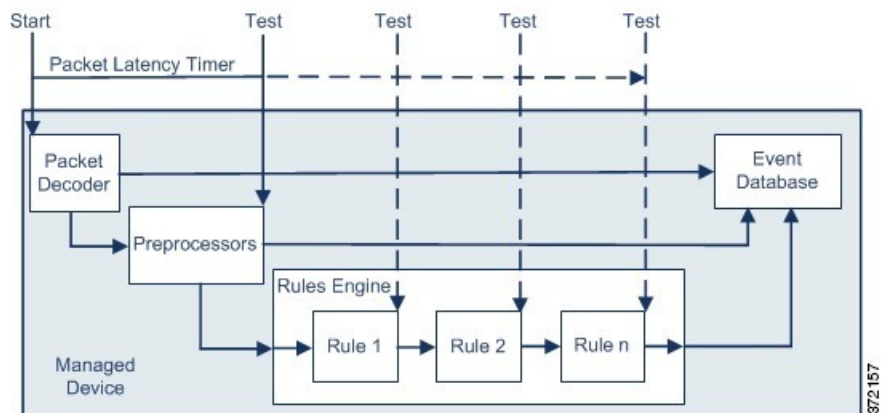 Start
Test
Test
Test
Test
Packet Latency Timer
Packet
Decoder
Event
Database
Preprocessors
Rules Engine
Rule 1
Rule 2
Rule n
Managed
Device
372157